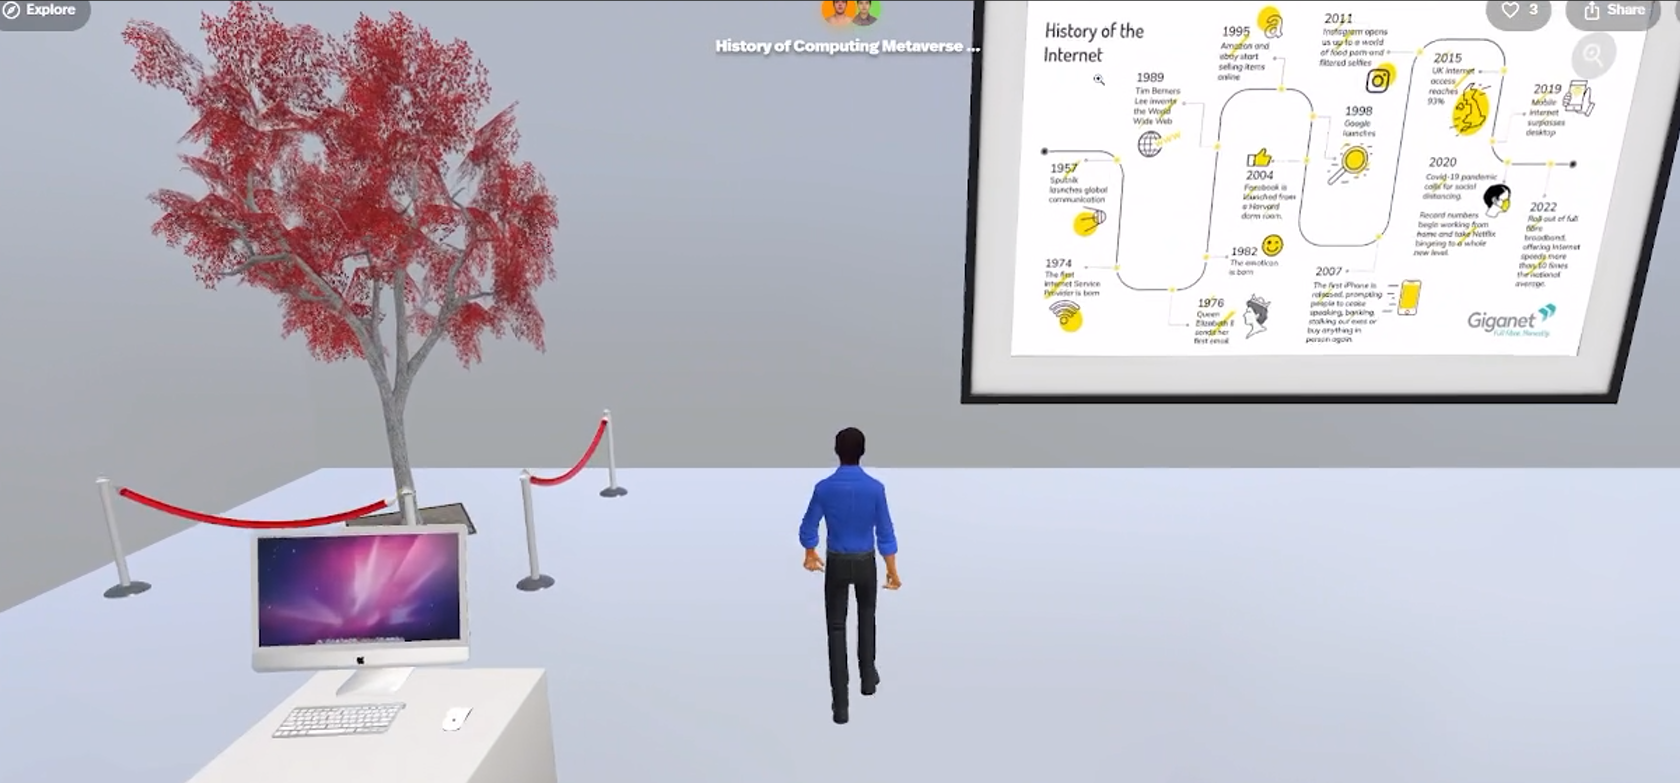 Explore
History of Computing Metaverse ...
3
Share
History of the
Internet
1957
Sputnik
launches global
communication
1974
The first
Internet Service
Provider is born
1976
Queen
Elizabeth II
sends her
first email
1982
The emoticon
is born
1989
Tim Berners
Lee invents
the World
Wide Web
WWW
1995
Amazon and
ebay start
selling items
online
a
1998
Google
launches
2004
Facebook is
launched from
a Harvard
dorm room.
2007
The first iPhone is
released, prompting
people to cease
speaking, banking,
stalking our exes or
buy anything in
person again.
2011
Instagram opens
us up to a world
of food porn and
filtered selfies
2015
UK Internet
access
reaches
93%
2019
Mobile
internet
surpasses
desktop
2020
Covid-19 pandemic
calls for social
distancing.
Record numbers
begin working from
home and take Netflix
bingeing to a whole
new level.
2022
Roll out of full
fibre
broadband,
offering internet
speeds more
than 10 times
the national
average.
Giganet